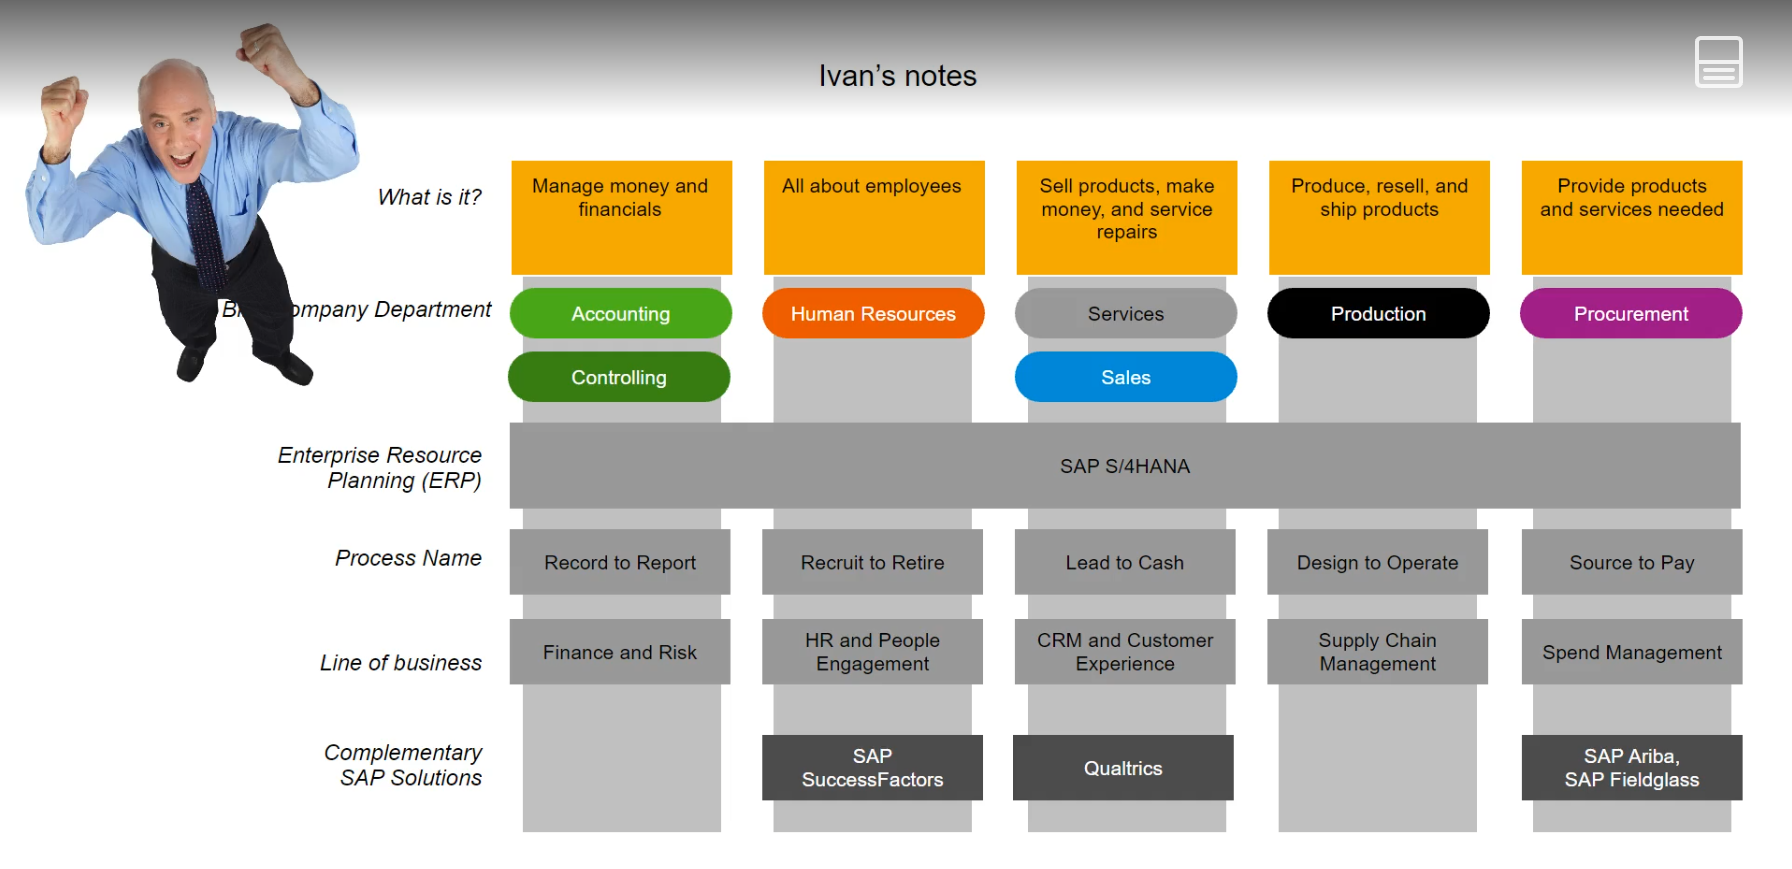 Ivan's notes
What is it?
Manage money and
financials
All about employees
Sell products, make
money, and service
repairs
Produce, resell, and
ship products
Provide products
and services needed
Company Department
Accounting
Human Resources
Services
Production
Procurement
Controlling
Sales
Enterprise Resource
Planning (ERP)
SAP S/4HANA
Process Name
Record to Report
Recruit to Retire
Lead to Cash
Design to Operate
Source to Pay
Line of business
Finance and Risk
HR and People
Engagement
CRM and Customer
Experience
Supply Chain
Management
Spend Management
Complementary
SAP Solutions
SAP
SuccessFactors
Qualtrics
SAP Ariba,
SAP Fieldglass